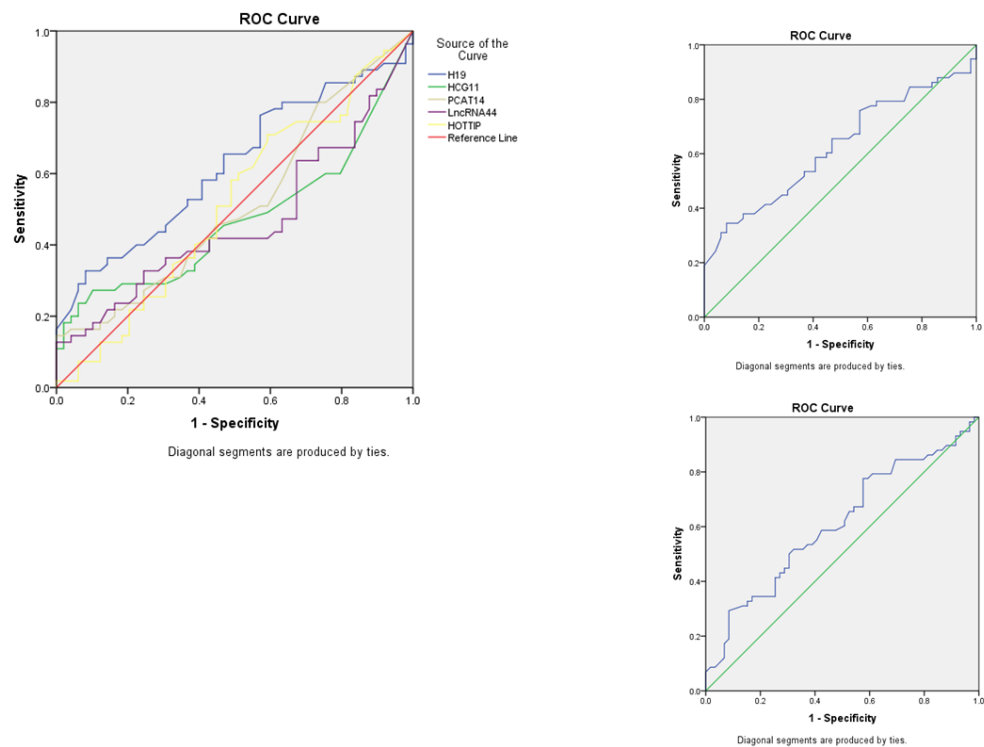 ROC Curve
Source of the
Curve
H19
HCG11
PCAT14
LncRNA44
HOTTIP
Reference Line
1.0
0.8
0.6
0.4
0.2
0.0
Sensitivity
0.0 0.2 0.4 0.6 0.8 1.0
1 - Specificity
Diagonal segments are produced by ties.
ROC Curve
1.0
0.8
0.6
0.4
0.2
0.0
Sensitivity
0.0 0.2 0.4 0.6 0.8 1.0
1 - Specificity
Diagonal segments are produced by ties.
ROC Curve
1.0
0.8
0.6
0.4
0.2
0.0
Sensitivity
0.0 0.2 0.4 0.6 0.8 1.0
1 - Specificity
Diagonal segments are produced by ties.